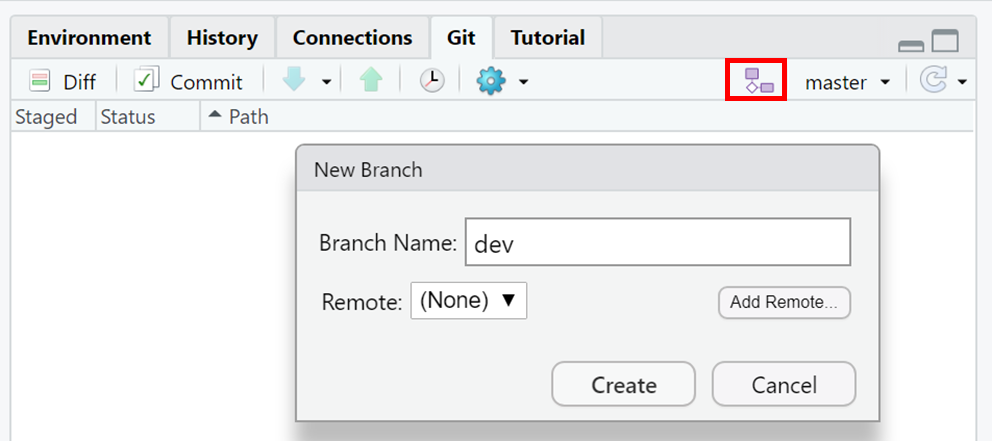 Environment History Connections Git Tutorial
Diff Commit master
Staged Status Path
New Branch
Branch Name: dev
Remote: (None) Add Remote...
Create Cancel